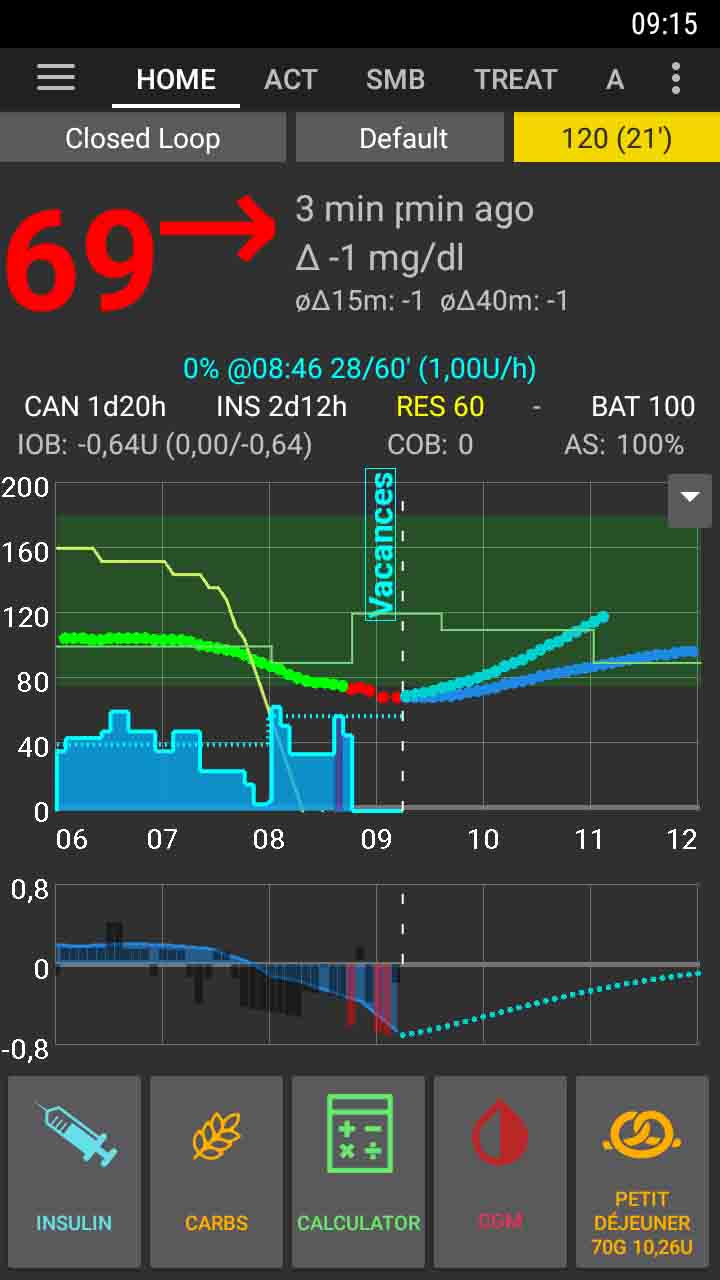 09:15
HOME ACT SMB TREAT A
Closed Loop Default 120 (21')
69
3 min min ago
Δ -1 mg/dl
øΔ15m: -1 øΔ40m: -1
0% @08:46 28/60' (1,00U/h)
CAN 1d20h INS 2d12h RES 60 - BAT 100
IOB: -0,64U (0,00/-0,64) COB: 0 AS: 100%
Vacances
200
160
120
80
40
0
06 07 08 09 10 11 12
0,8
0
-0,8
INSULIN
CARBS
CALCULATOR
CGM
PETIT
DÉJEUNER
70G 10,26U